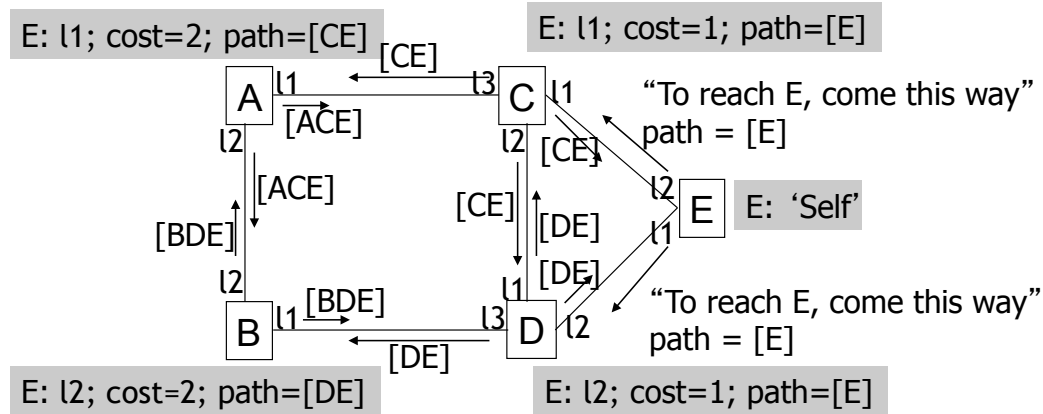 E: l1; cost=2; path=[CE]
E: l1; cost=1; path=[E]
[CE]
A
l1
l3
C
l1
“To reach E, come this way”
path = [E]
[ACE]
l2
l2
[CE]
[ACE]
[CE]
l2
E
E: ‘Self’
[BDE]
[DE]
l1
[DE]
l2
l1
“To reach E, come this way”
path = [E]
B
l1
[BDE]
l3
D
l2
[DE]
E: l2; cost=2; path=[DE]
E: l2; cost=1; path=[E]